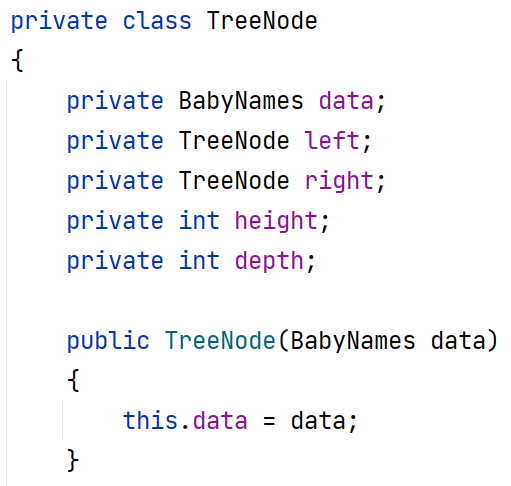 private class TreeNode
{
    private BabyNames data;
    private TreeNode left;
    private TreeNode right;
    private int height;
    private int depth;

    public TreeNode(BabyNames data)
    {
        this.data = data;
    }